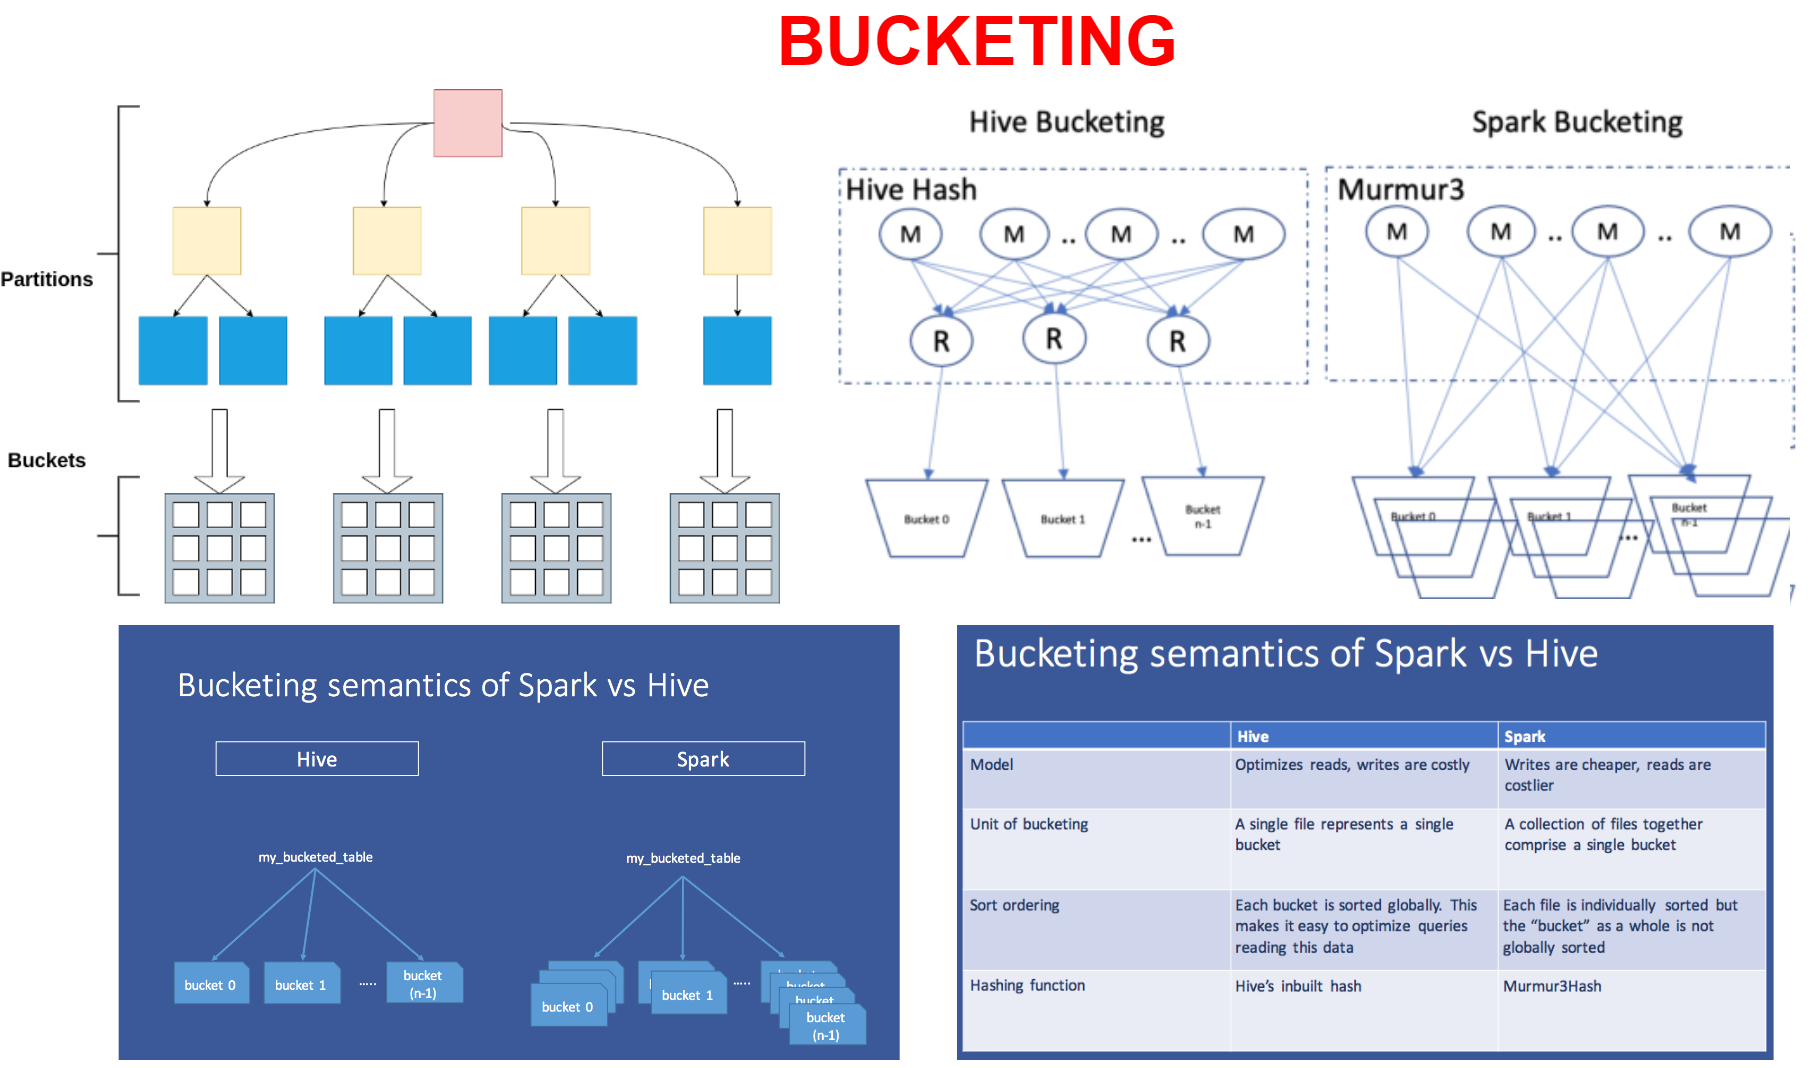 BUCKETING
Partitions
Buckets
Hive Bucketing
Hive Hash
M
M
..
M
..
M
R
R
R
Bucket 0
Bucket 1
...
Bucket
n-1
Spark Bucketing
Murmur3
M
M
..
M
..
M
Bucket 0
Bucket 1
...
Bucket
n-1
Bucketing semantics of Spark vs Hive
Hive
my_bucketed_table
bucket 0
bucket 1
.....
bucket
(n-1)
Spark
my_bucketed_table
bucket 0
bucket 1
.....
bucket
bucket
bucket
bucket
(n-1)
Bucketing semantics of Spark vs Hive
Hive
Spark
Model
Optimizes reads, writes are costly
Writes are cheaper, reads are
costlier
Unit of bucketing
A single file represents a single
bucket
A collection of files together
comprise a single bucket
Sort ordering
Each bucket is sorted globally. This
makes it easy to optimize queries
reading this data
Each file is individually sorted but
the “bucket” as a whole is not
globally sorted
Hashing function
Hive’s inbuilt hash
Murmur3Hash